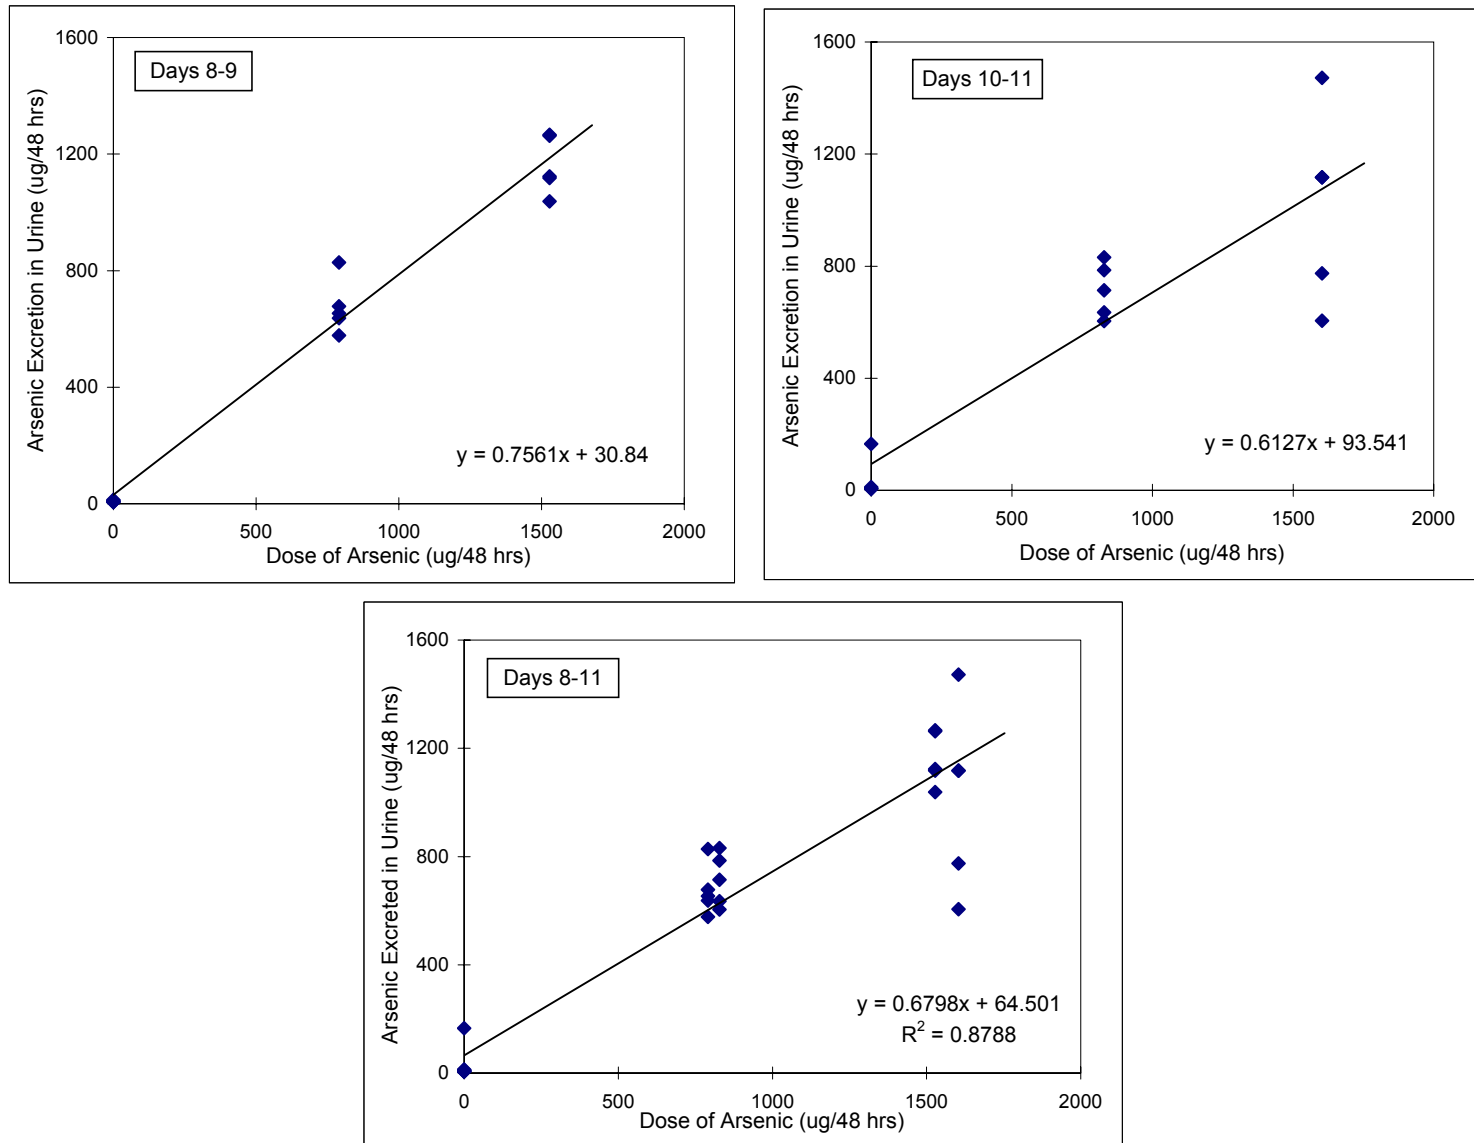 Days 8-9
Arsenic Excretion in Urine (ug/48 hrs)
1600
1200
800
400
0
0 500 1000 1500 2000
Dose of Arsenic (ug/48 hrs)
y = 0.7561x + 30.84
Days 10-11
Arsenic Excretion in Urine (ug/48 hrs)
1600
1200
800
400
0
0 500 1000 1500 2000
Dose of Arsenic (ug/48 hrs)
y = 0.6127x + 93.541
Days 8-11
Arsenic Excreted in Urine (ug/48 hrs)
1600
1200
800
400
0
0 500 1000 1500 2000
Dose of Arsenic (ug/48 hrs)
y = 0.6798x + 64.501
R² = 0.8788